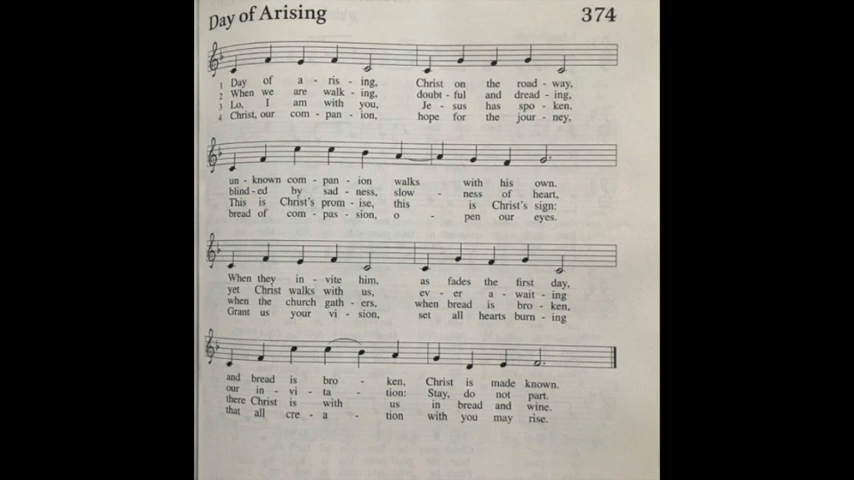 Day of Arising 374
1 Day of a - ris - ing, Christ on the road - way,
2 When we are walk - ing, doubt - ful and dread - ing,
3 Lo, I am with you, Je - sus has spo - ken.
4 Christ, our com - pan - ion, hope for the jour - ney,
un - known com - pan - ion walks with his own.
blind - ed by sad - ness, slow - ness of heart,
This is Christ's prom - ise, this is Christ's sign:
bread of com - pas - sion, o - pen our eyes.
When they in - vite him, as fades the first day,
yet Christ walks with us, ev - er a - wait - ing
when the church gath - ers, when bread is bro - ken,
Grant us your vi - sion, set all hearts burn - ing
and bread is bro - ken, Christ is made known.
our in - vi - ta - tion: Stay, do not part.
there Christ is with us in bread and wine.
that all cre - a - tion with you may rise.